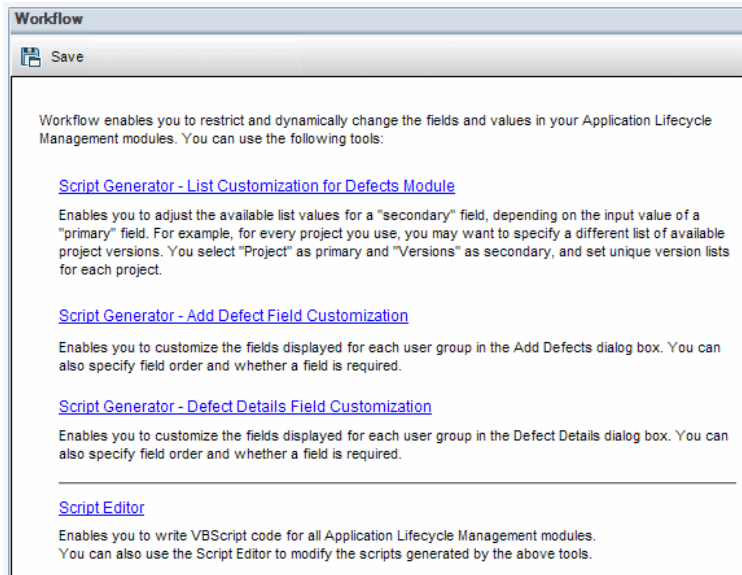 Workflow
Save
Workflow enables you to restrict and dynamically change the fields and values in your Application Lifecycle
Management modules. You can use the following tools:
Script Generator - List Customization for Defects Module
Enables you to adjust the available list values for a "secondary" field, depending on the input value of a
"primary" field. For example, for every project you use, you may want to specify a different list of available
project versions. You select "Project" as primary and "Versions" as secondary, and set unique version lists
for each project.
Script Generator - Add Defect Field Customization
Enables you to customize the fields displayed for each user group in the Add Defects dialog box. You can
also specify field order and whether a field is required.
Script Generator - Defect Details Field Customization
Enables you to customize the fields displayed for each user group in the Defect Details dialog box. You can
also specify field order and whether a field is required.
Script Editor
Enables you to write VBScript code for all Application Lifecycle Management modules.
You can also use the Script Editor to modify the scripts generated by the above tools.